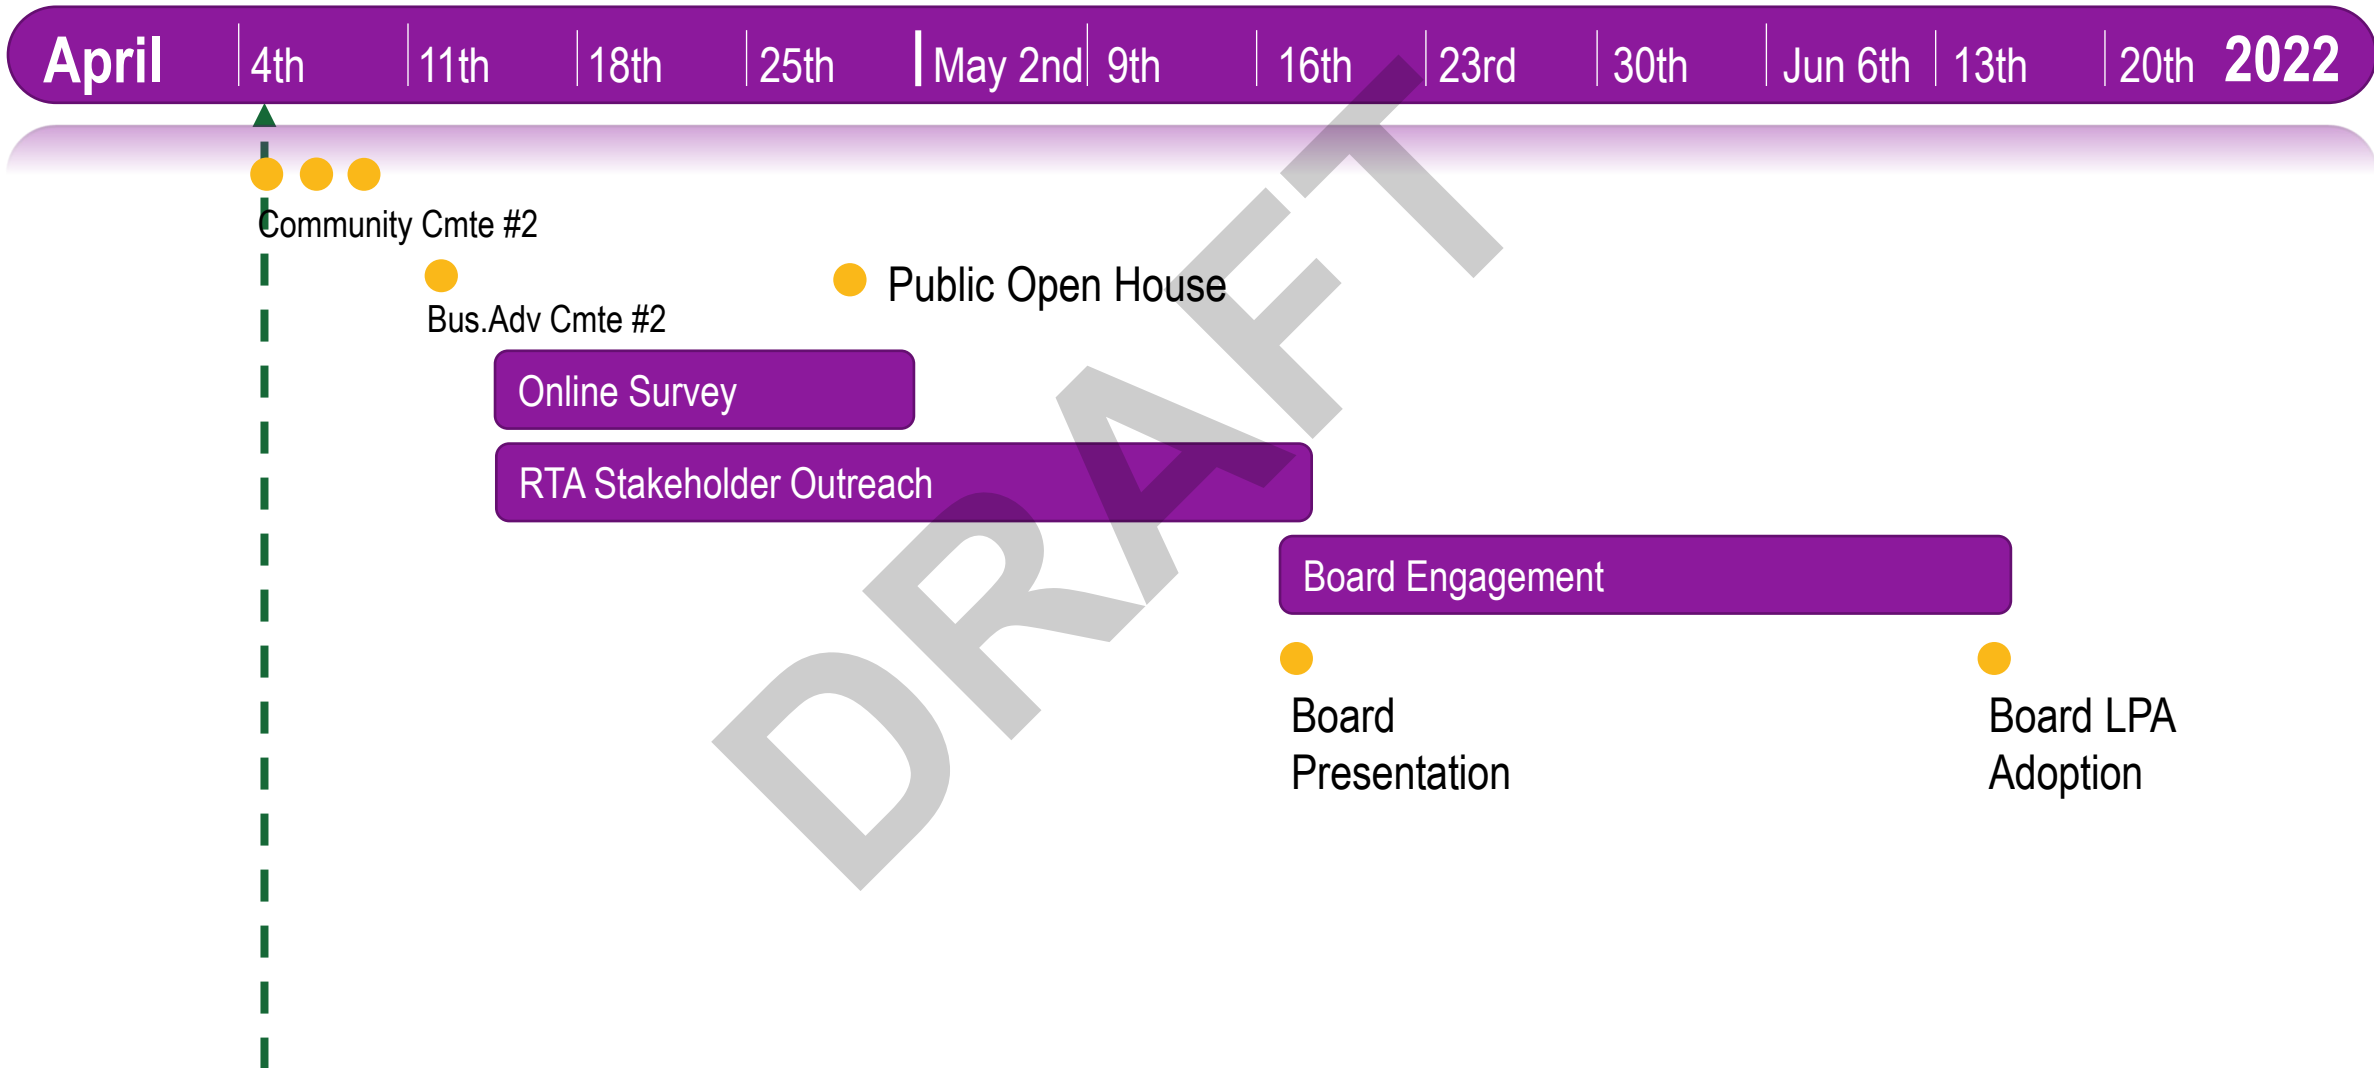 April 4th 11th 18th 25th May 2nd 9th 16th 23rd 30th Jun 6th 13th 20th 2022
Community Cmte #2
Public Open House
Bus.Adv Cmte #2
Online Survey
RTA Stakeholder Outreach
Board Engagement
Board
Presentation
Board LPA
Adoption
DRAFT